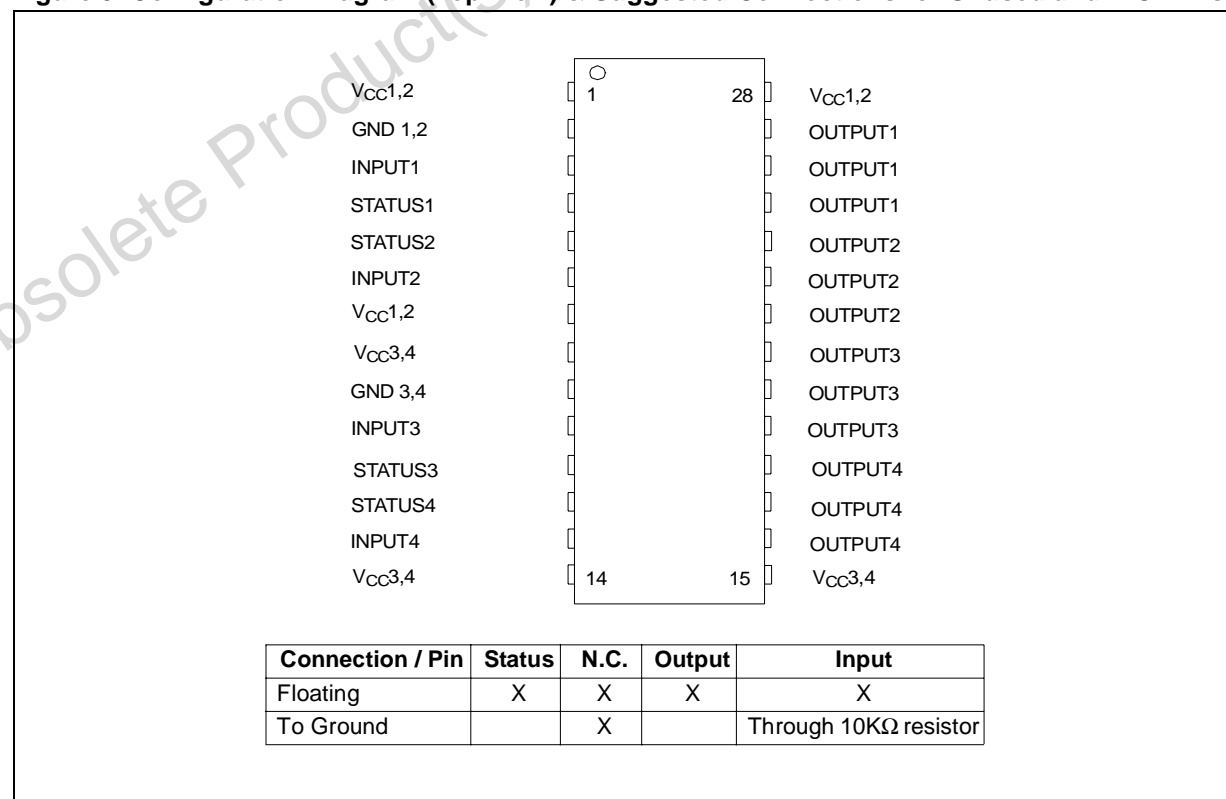 VCC1,2
GND 1,2
INPUT1
STATUS1
STATUS2
INPUT2
VCC1,2
VCC3,4
GND 3,4
INPUT3
STATUS3
STATUS4
INPUT4
VCC3,4
1 28
14 15
VCC1,2
OUTPUT1
OUTPUT1
OUTPUT1
OUTPUT2
OUTPUT2
OUTPUT2
OUTPUT3
OUTPUT3
OUTPUT3
OUTPUT4
OUTPUT4
OUTPUT4
VCC3,4
Connection / Pin Status N.C. Output Input
Floating X X X X
To Ground X Through 10KΩ resistor